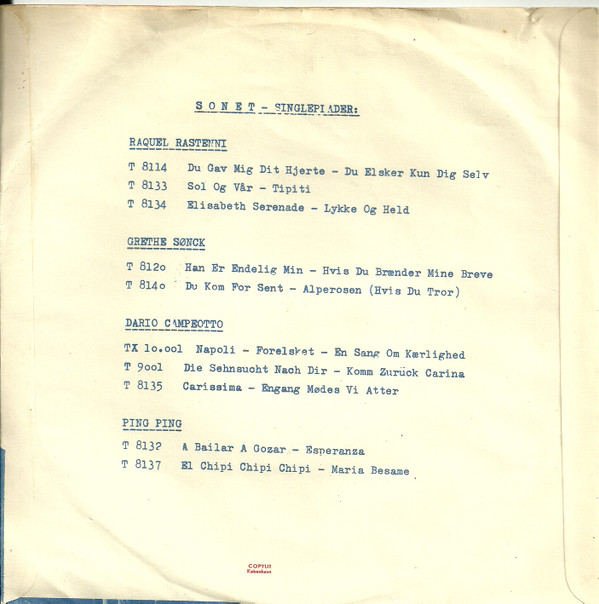 S O N E T - SINGLEPLADER:
RAQUEL RASTENNI
T 8114 Du Gav Mig Dit Hjerte - Du Elsker Kun Dig Selv
T 8133 Sol Og Vår - Tipiti
T 8134 Elisabeth Serenade - Lykke Og Held
GRETHE SØNCK
T 812o Han Er Endelig Min - Hvis Du Brænder Mine Breve
T 814o Du Kom For Sent - Alperosen (Hvis Du Tror)
DARIO CAMPEOTTO
TX lo.ool Napoli - Forelsket - En Sang Om Kærlighed
T 9ool Die Sehnsucht Nach Dir - Komm Zurück Carina
T 8135 Carissima - Engang Mødes Vi Atter
PING PING
T 8132 A Bailar A Gozar - Esperanza
T 8137 El Chipi Chipi Chipi - Maria Besame
København